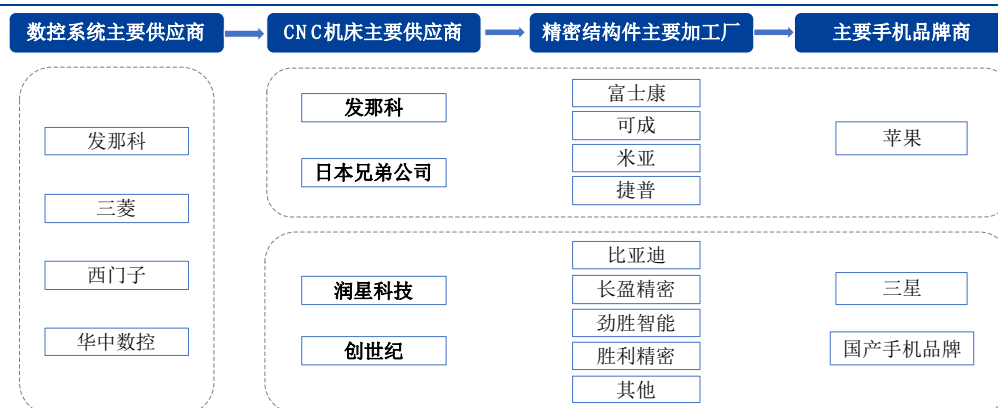 数控系统主要供应商
CNC机床主要供应商
精密结构件主要加工厂
主要手机品牌商
发那科
三菱
西门子
华中数控
发那科
日本兄弟公司
富士康
可成
米亚
捷普
苹果
润星科技
创世纪
比亚迪
长盈精密
劲胜智能
胜利精密
其他
三星
国产手机品牌